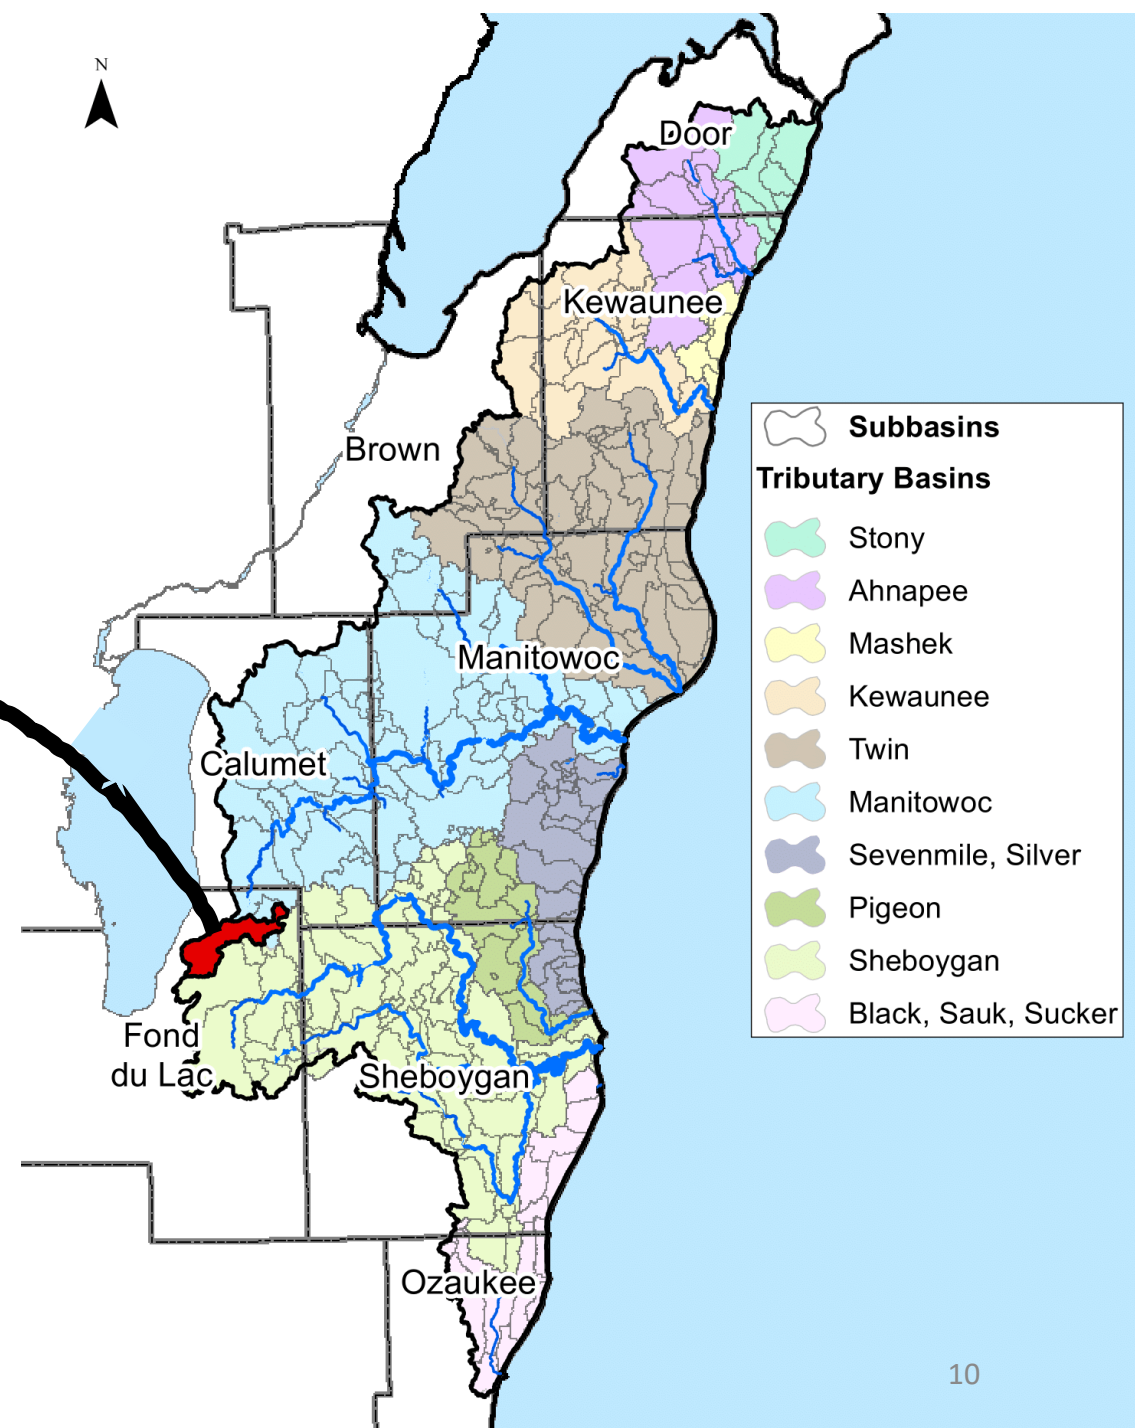 N
Door
Kewaunee
Brown
Manitowoc
Calumet
Fond
du Lac
Sheboygan
Ozaukee
Subbasins
Tributary Basins
Stony
Ahnapee
Mashek
Kewaunee
Twin
Manitowoc
Sevenmile, Silver
Pigeon
Sheboygan
Black, Sauk, Sucker
10